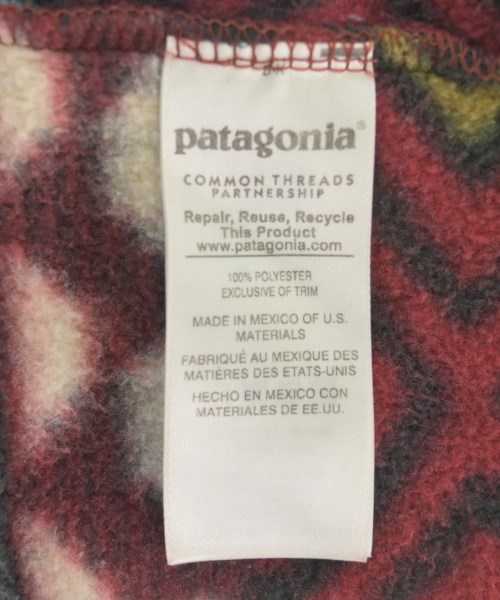 patagonia®
COMMON THREADS
PARTNERSHIP
Repair, Reuse, Recycle
This Product
www.patagonia.com
100% POLYESTER
EXCLUSIVE OF TRIM
MADE IN MEXICO OF U.S.
MATERIALS
FABRIQUÉ AU MEXIQUE DES
MATIÈRES DES ETATS-UNIS
HECHO EN MEXICO CON
MATERIALES DE EE.UU.